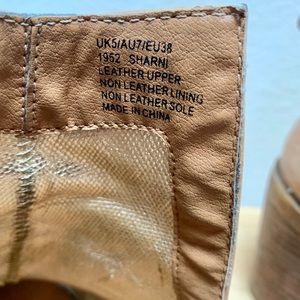 UK5/AU7/EU38
1952 SHARNI
LEATHER UPPER
NON LEATHER LINING
NON LEATHER SOLE
MADE IN CHINA